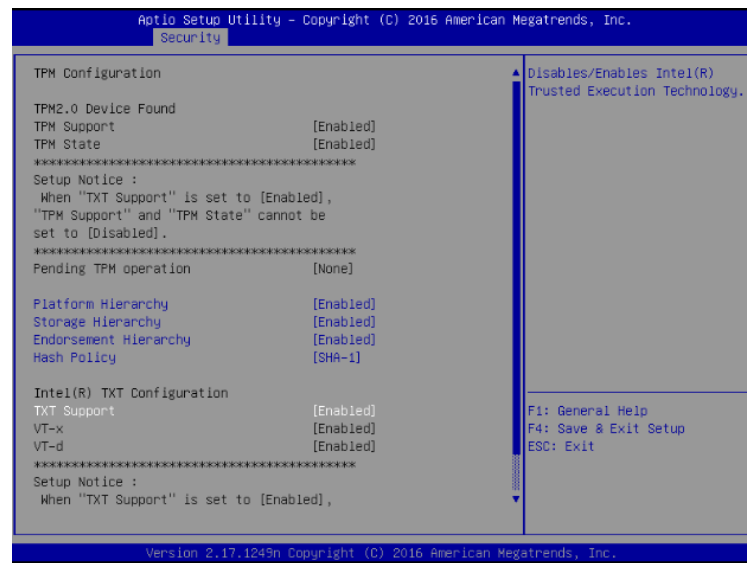 Aptio Setup Utility – Copyright (C) 2016 American Megatrends, Inc.
Security
TPM Configuration
TPM2.0 Device Found
TPM Support [Enabled]
TPM State [Enabled]
*********************************************
Setup Notice :
When "TXT Support" is set to [Enabled],
"TPM Support" and "TPM State" cannot be
set to [Disabled].
*********************************************
Pending TPM operation [None]
Platform Hierarchy [Enabled]
Storage Hierarchy [Enabled]
Endorsement Hierarchy [Enabled]
Hash Policy [SHA-1]
Intel(R) TXT Configuration
TXT Support [Enabled]
VT-x [Enabled]
VT-d [Enabled]
*********************************************
Setup Notice :
When "TXT Support" is set to [Enabled],
Disables/Enables Intel(R)
Trusted Execution Technology.
F1: General Help
F4: Save & Exit Setup
ESC: Exit
Version 2.17.1249n Copyright (C) 2016 American Megatrends, Inc.